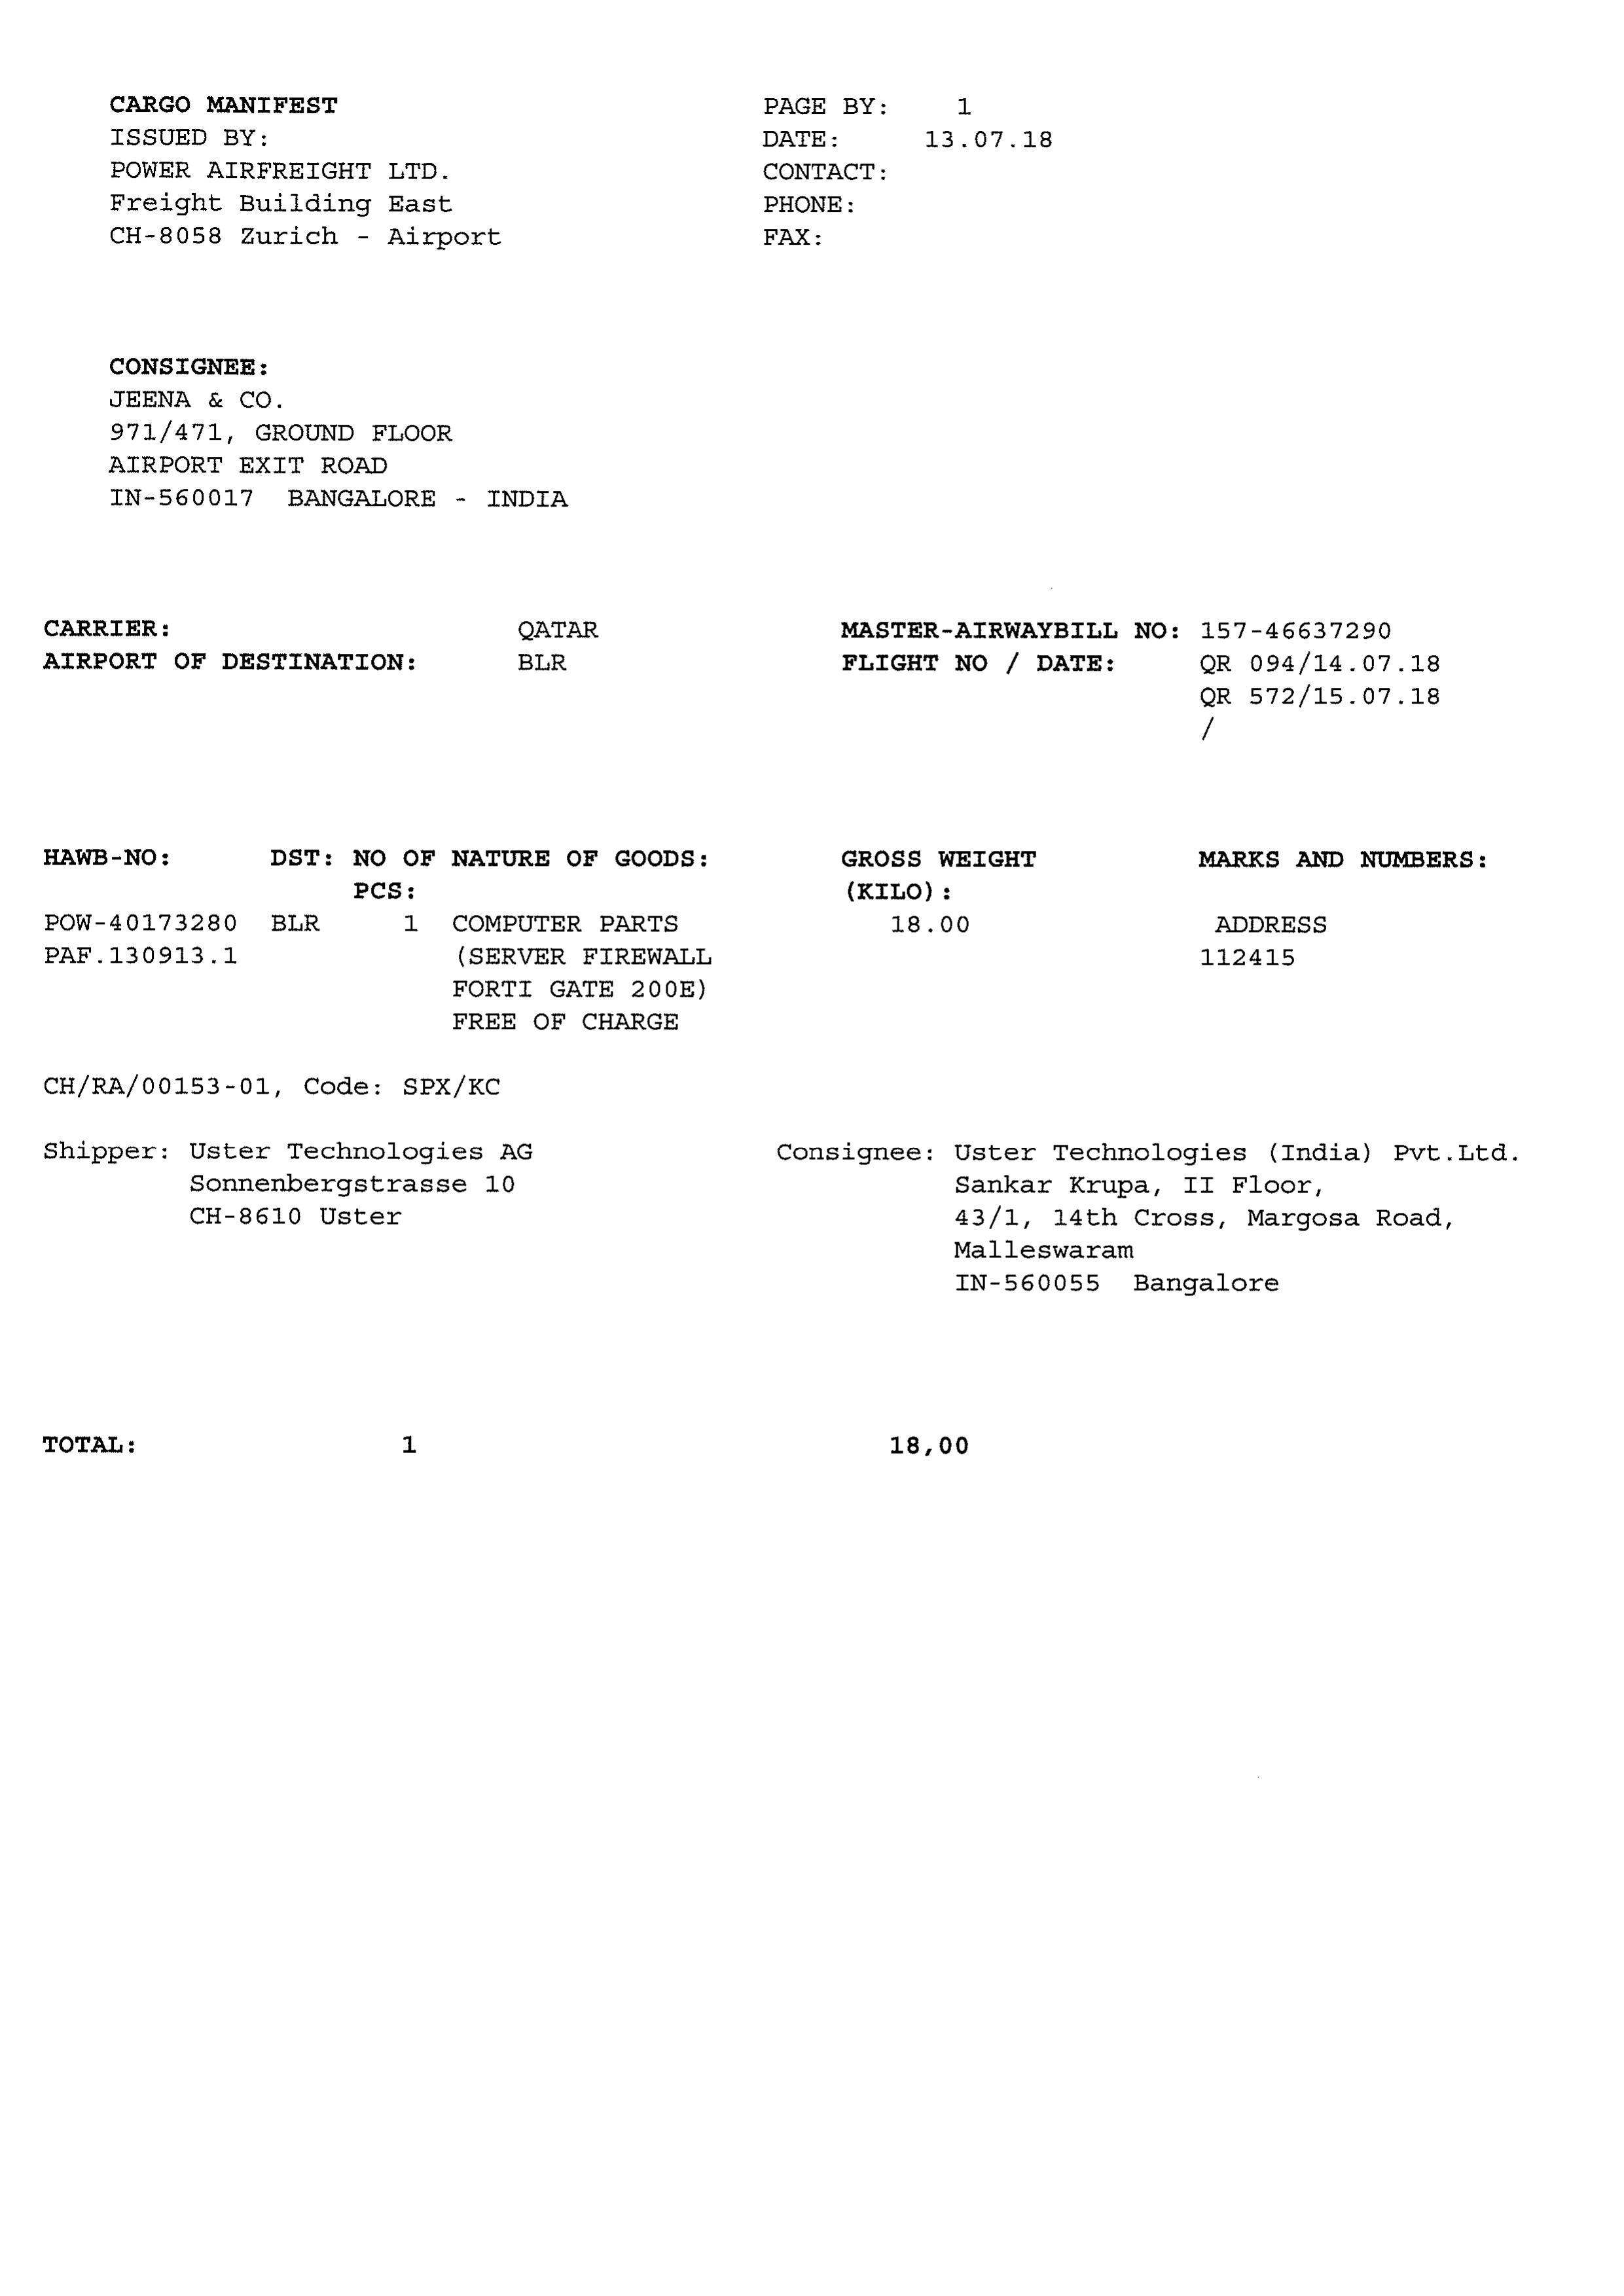 CARGO MANIFEST
ISSUED BY:
POWER AIRFREIGHT LTD.
Freight Building East
CH-8058 Zurich - Airport
PAGE BY: 1
DATE: 13.07.18
CONTACT:
PHONE:
FAX:
CONSIGNEE:
JEENA & CO.
971/471, GROUND FLOOR
AIRPORT EXIT ROAD
IN-560017 BANGALORE - INDIA
CARRIER: QATAR
AIRPORT OF DESTINATION: BLR
MASTER-AIRWAYBILL NO: 157-46637290
FLIGHT NO / DATE: QR 094/14.07.18
QR 572/15.07.18
/
HAWB-NO: DST: NO OF NATURE OF GOODS: GROSS WEIGHT MARKS AND NUMBERS:
PCS: (KILO):
POW-40173280 BLR 1 COMPUTER PARTS 18.00 ADDRESS
PAF.130913.1 (SERVER FIREWALL 112415
FORTI GATE 200E)
FREE OF CHARGE
CH/RA/00153-01, Code: SPX/KC
Shipper: Uster Technologies AG
Sonnenbergstrasse 10
CH-8610 Uster
Consignee: Uster Technologies (India) Pvt.Ltd.
Sankar Krupa, II Floor,
43/1, 14th Cross, Margosa Road,
Malleswaram
IN-560055 Bangalore
TOTAL: 1 18,00